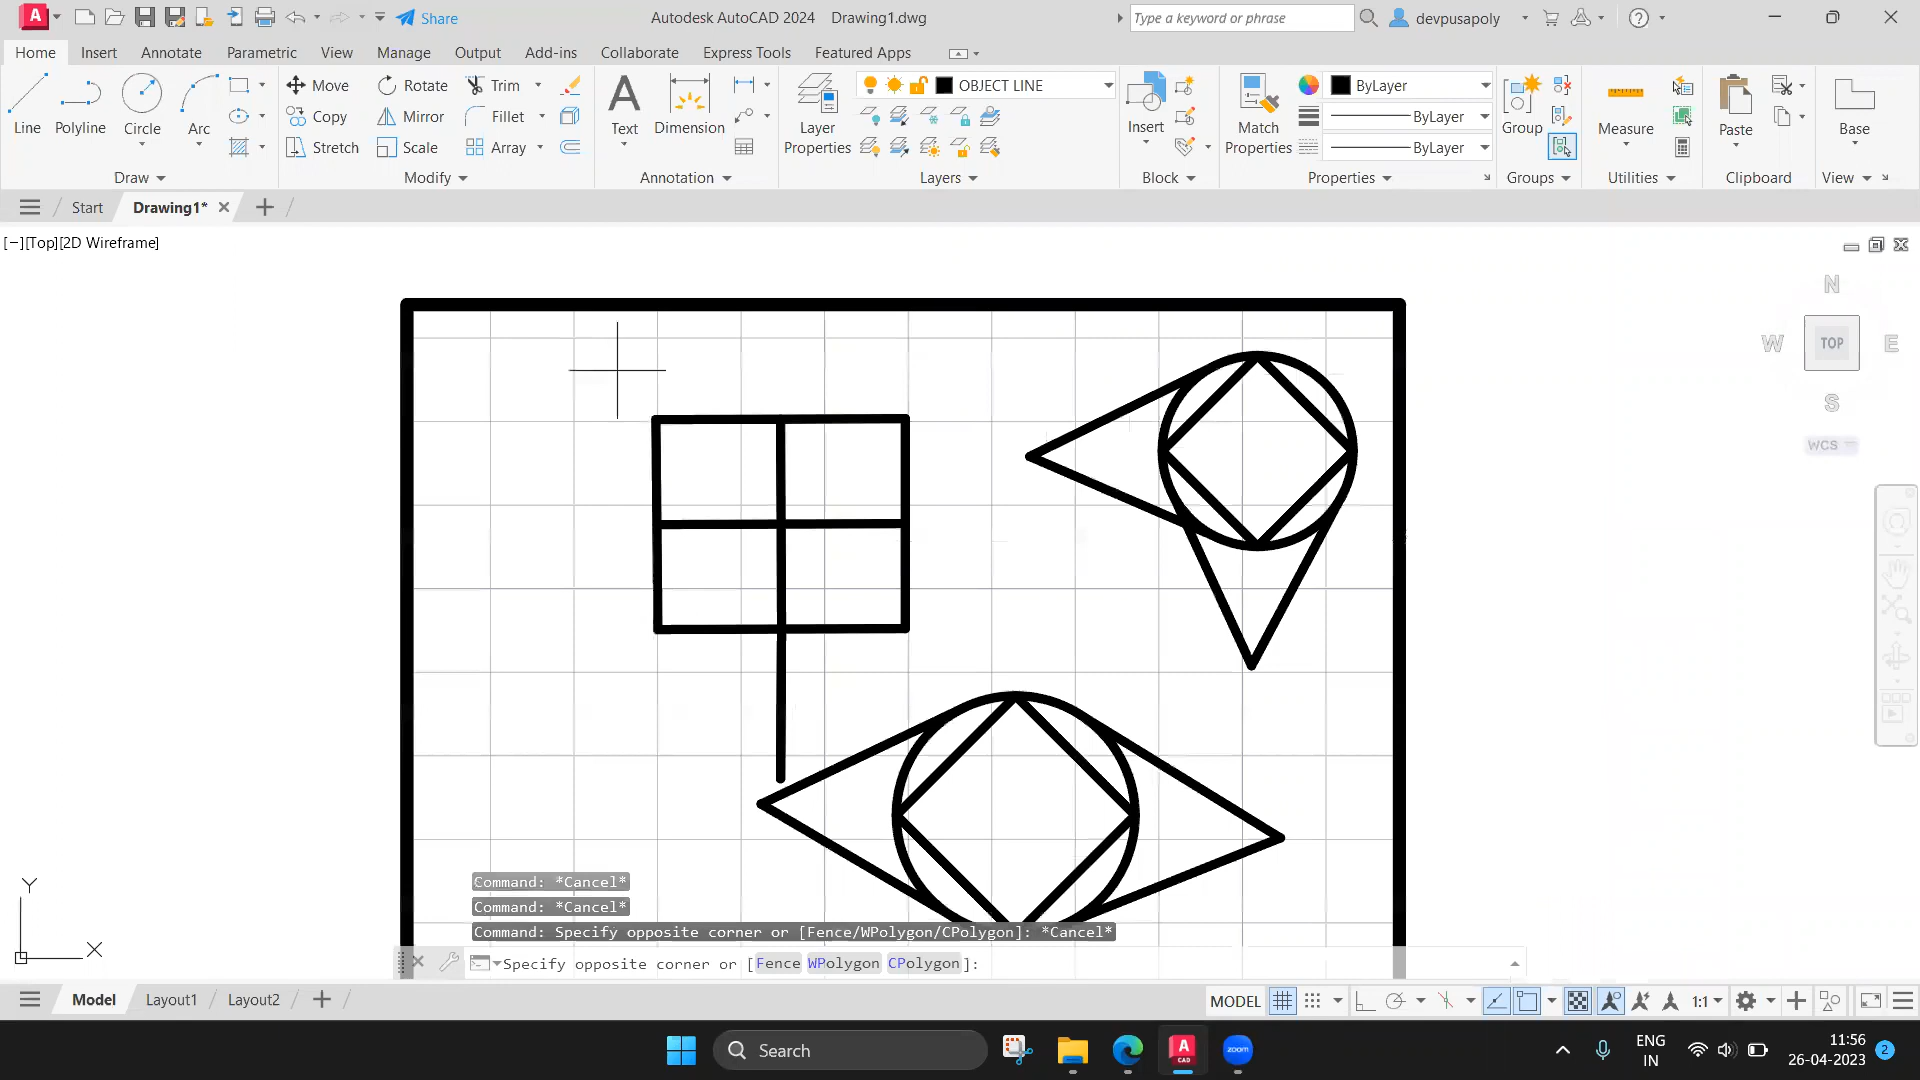 Share
Autodesk AutoCAD 2024 Drawing1.dwg
Type a keyword or phrase
devpusapoly
Home Insert Annotate Parametric View Manage Output Add-ins Collaborate Express Tools Featured Apps
Line Polyline Circle Arc
Move Rotate Trim
Copy Mirror Fillet
Stretch Scale Array
Text Dimension
Layer Properties
OBJECT LINE
Insert
Match Properties
ByLayer
ByLayer
ByLayer
Group
Measure
Paste
Base
Draw Modify Annotation Layers Block Properties Groups Utilities Clipboard View
Start Drawing1*
[−][Top][2D Wireframe]
N
W TOP E
S
WCS
Y
X
Command: *Cancel*
Command: *Cancel*
Command: Specify opposite corner or [Fence/WPolygon/CPolygon]: *Cancel*
Specify opposite corner or [Fence WPolygon CPolygon]:
Model Layout1 Layout2
MODEL 1:1
Search
A CAD
zoom
ENG
IN
11:56
26-04-2023
2